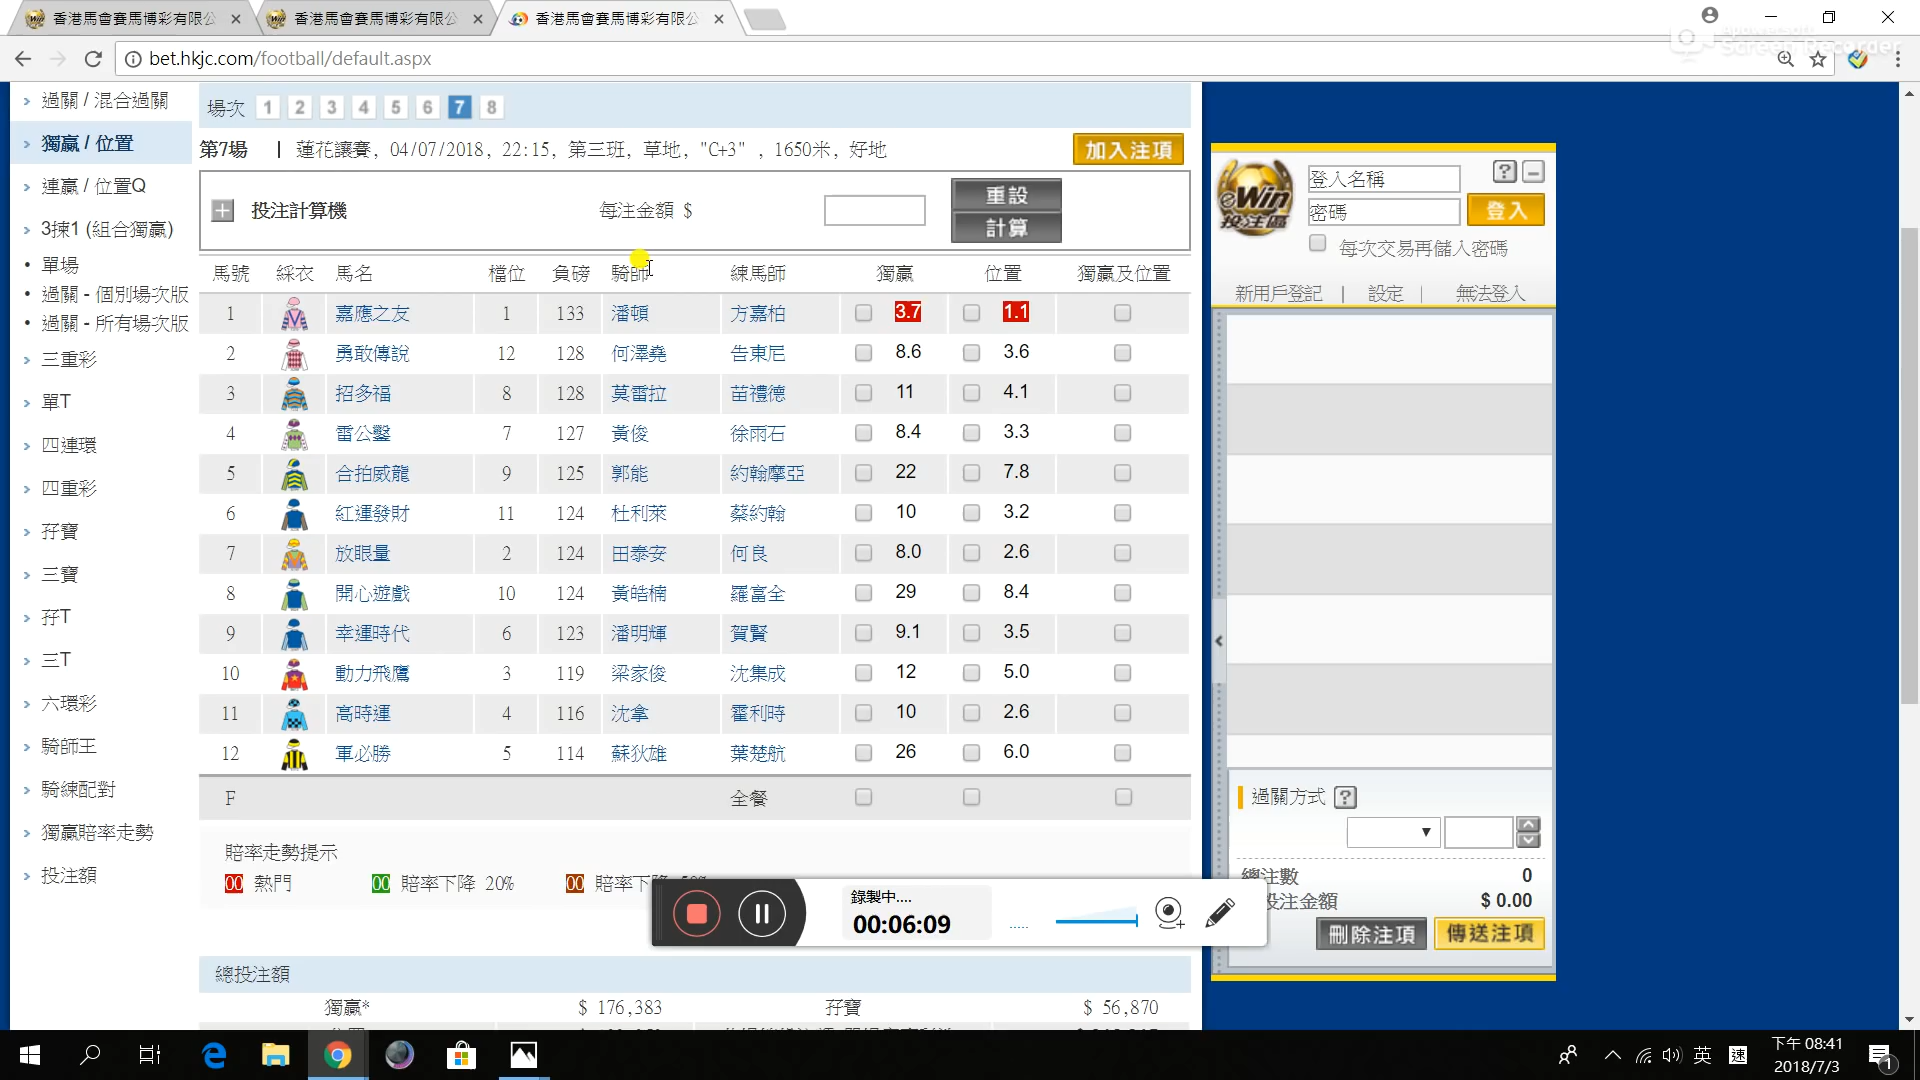 香港馬會賽馬博彩有限公
香港馬會賽馬博彩有限公
香港馬會賽馬博彩有限公
bet.hkjc.com/football/default.aspx
Screen Recorder
過關 / 混合過關
獨贏 / 位置
連贏 / 位置Q
3揀1 (組合獨贏)
單場
過關 - 個別場次版
過關 - 所有場次版
三重彩
單T
四連環
四重彩
孖寶
三寶
孖T
三T
六環彩
騎師王
騎練配對
獨贏賠率走勢
投注額
場次 1 2 3 4 5 6 7 8
第7場 | 蓮花讓賽, 04/07/2018, 22:15, 第三班, 草地, "C+3" , 1650米, 好地
加入注項
投注計算機 每注金額 $ 重設 計算
馬號 綵衣 馬名 檔位 負磅 騎師 練馬師 獨贏 位置 獨贏及位置
1 嘉應之友 1 133 潘頓 方嘉柏 3.7 1.1
2 勇敢傳說 12 128 何澤堯 告東尼 8.6 3.6
3 招多福 8 128 莫雷拉 苗禮德 11 4.1
4 雷公鑿 7 127 黃俊 徐雨石 8.4 3.3
5 合拍威龍 9 125 郭能 約翰摩亞 22 7.8
6 紅運發財 11 124 杜利萊 蔡約翰 10 3.2
7 放眼量 2 124 田泰安 何良 8.0 2.6
8 開心遊戲 10 124 黃皓楠 羅富全 29 8.4
9 幸運時代 6 123 潘明輝 賀賢 9.1 3.5
10 動力飛鷹 3 119 梁家俊 沈集成 12 5.0
11 高時運 4 116 沈拿 霍利時 10 2.6
12 軍必勝 5 114 蘇狄雄 葉楚航 26 6.0
F 全餐
賠率走勢提示
00 熱門 00 賠率下降 20% 00 賠率下
總投注額
獨贏* $ 176,383 孖寶 $ 56,870
eWin
投注區
登入名稱
密碼
登入
每次交易再儲入密碼
新用戶登記 | 設定 | 無法登入
過關方式 ?
總注數 0
投注金額 $ 0.00
刪除注項 傳送注項
錄製中....
00:06:09
英 速
下午 08:41
2018/7/3
1